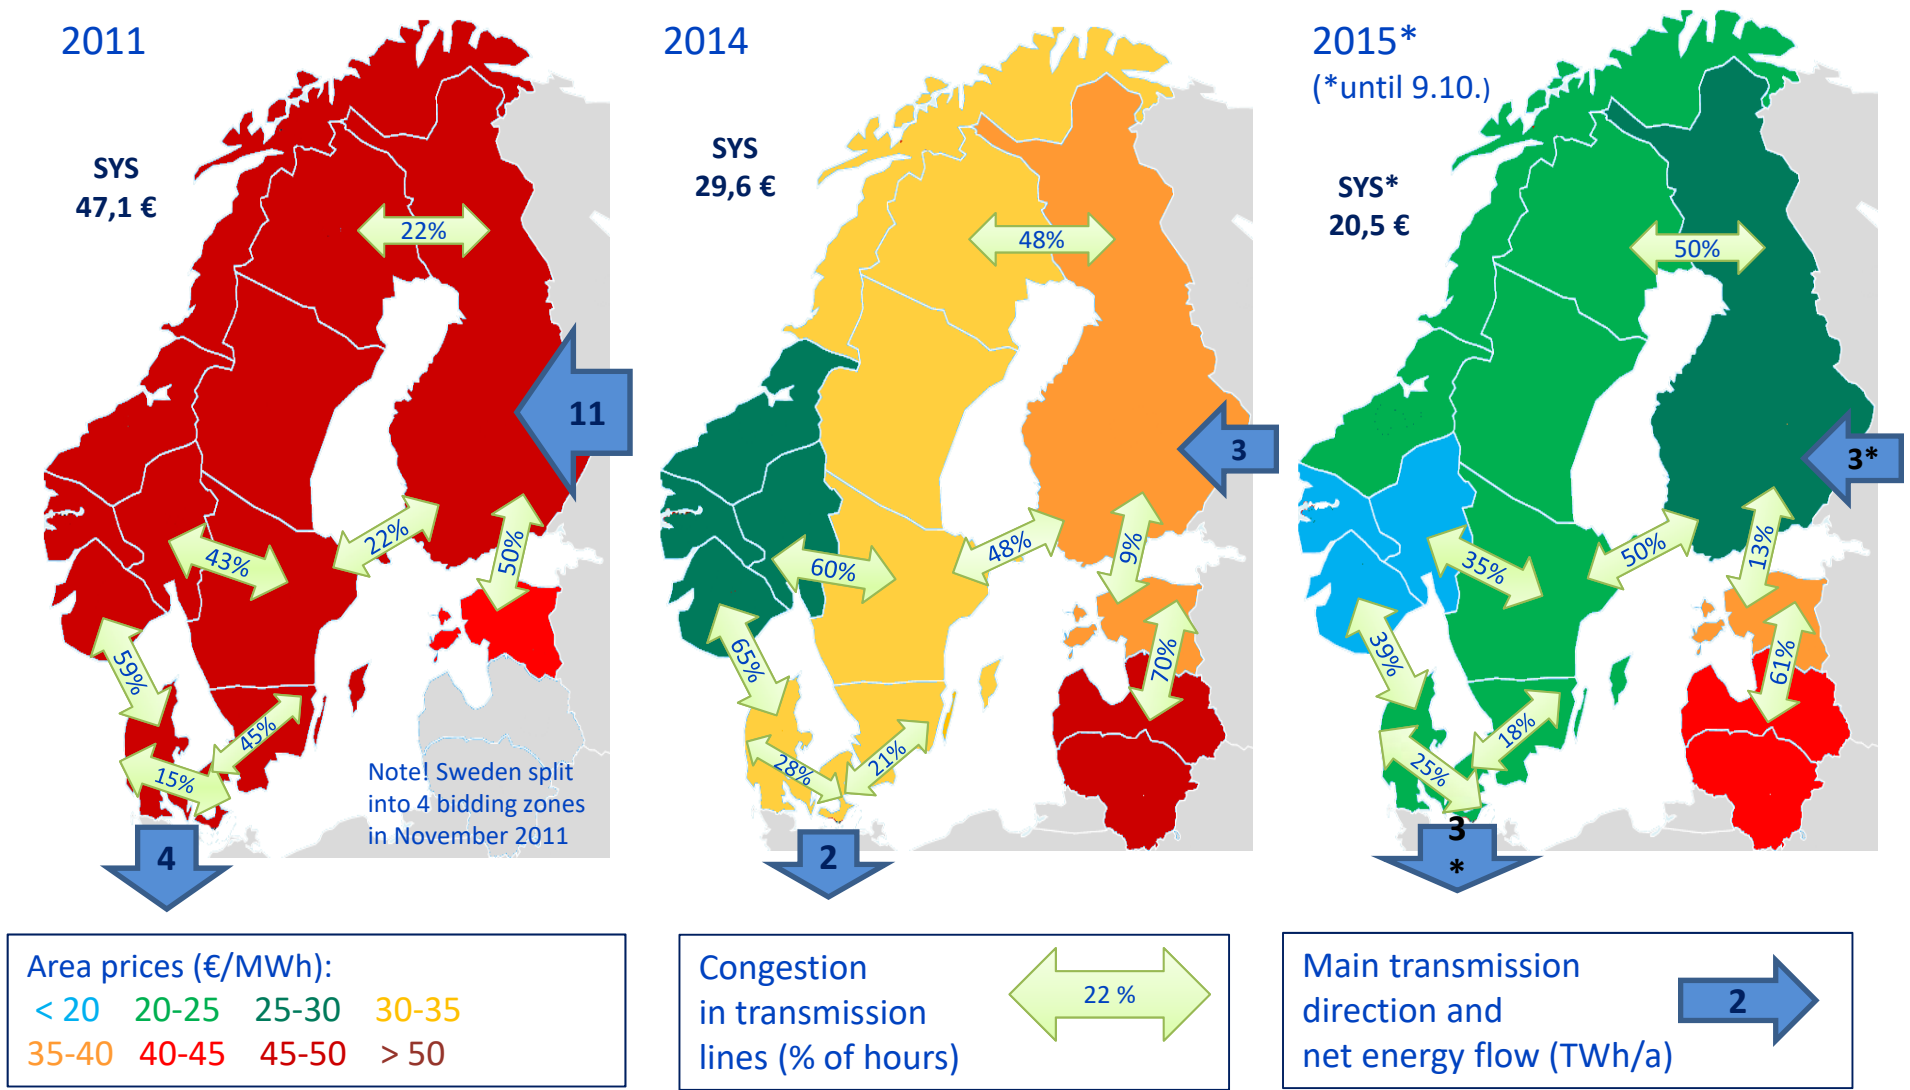 2011
SYS
47,1 €
22%
11
22%
50%
43%
59%
45%
15%
Note! Sweden split
into 4 bidding zones
in November 2011
4
2014
SYS
29,6 €
48%
3
48%
9%
60%
65%
70%
28%
21%
2
2015*
(*until 9.10.)
SYS*
20,5 €
50%
3*
50%
13%
35%
39%
61%
18%
25%
3
*
Area prices (€/MWh):
< 20 20-25 25-30 30-35
35-40 40-45 45-50 > 50
Congestion
in transmission
lines (% of hours)
22 %
Main transmission
direction and
net energy flow (TWh/a)
2